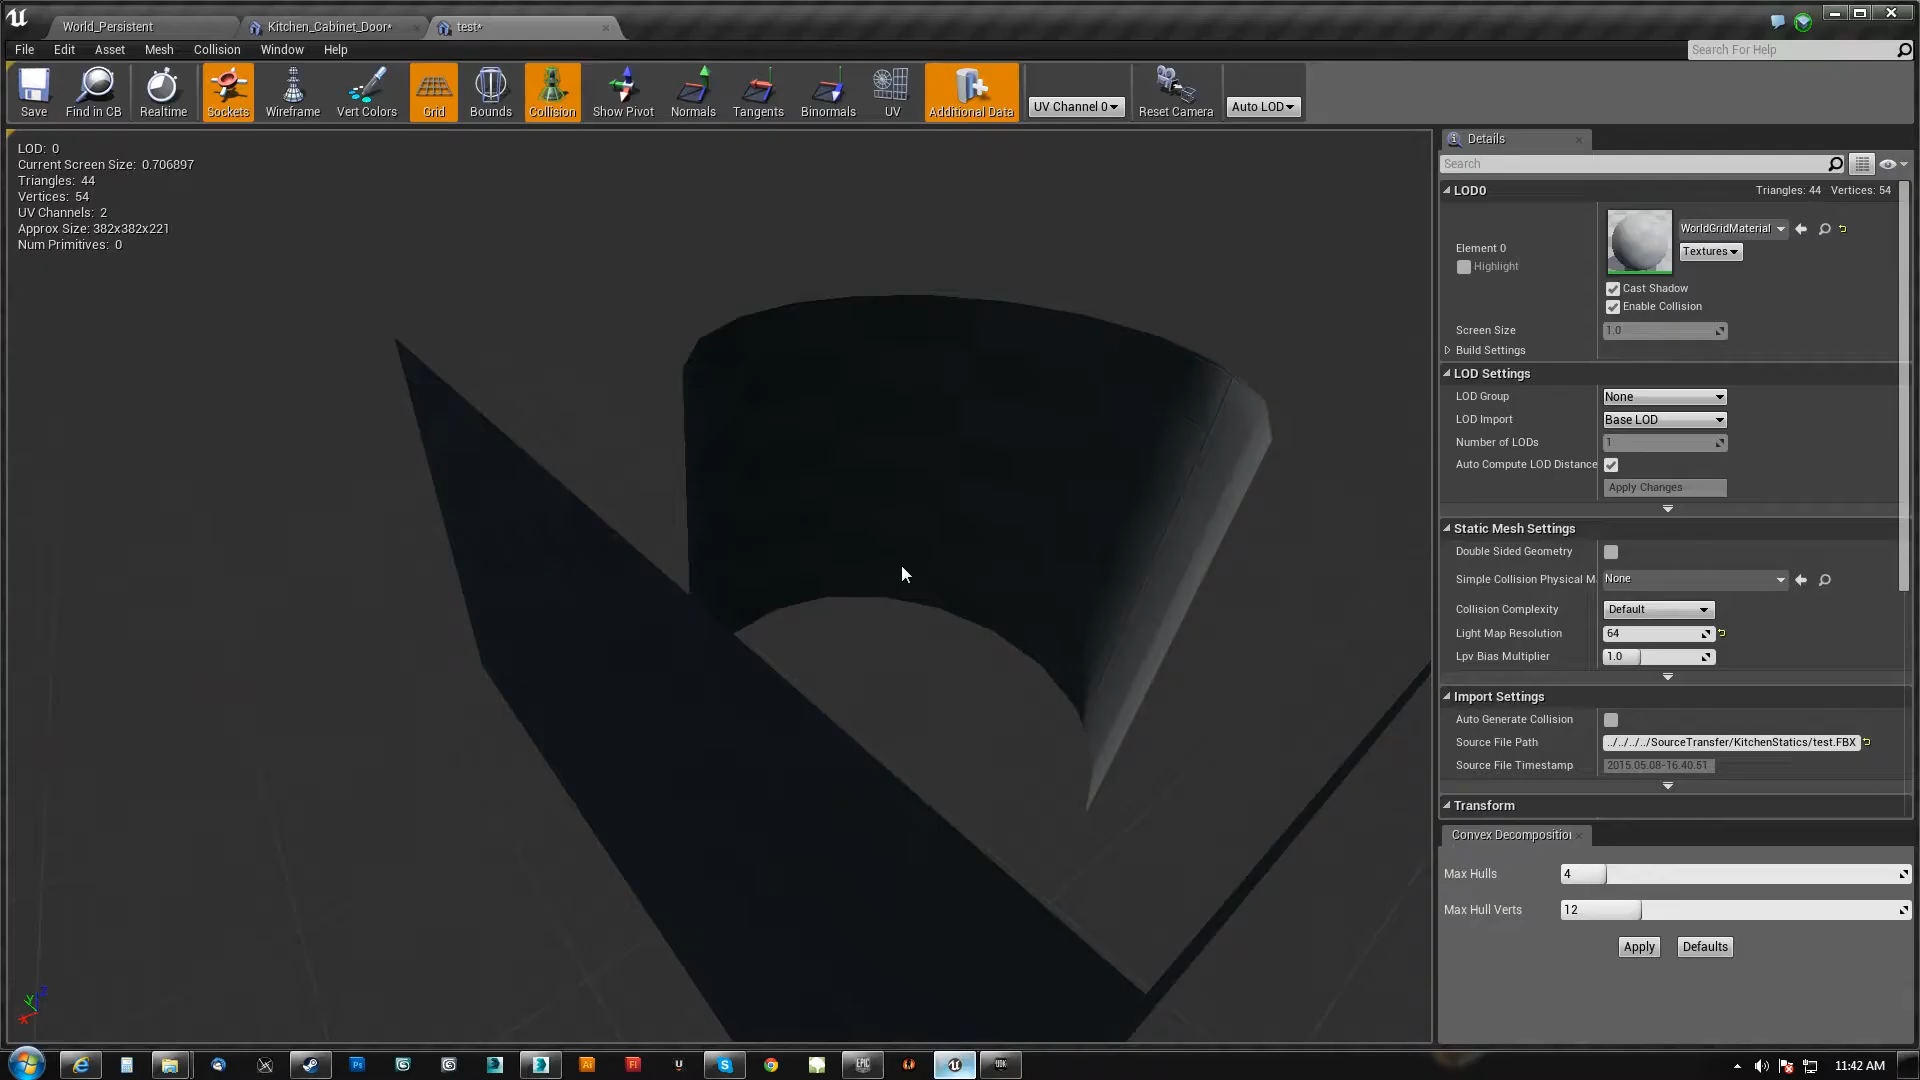 World_Persistent
Kitchen_Cabinet_Door*
test*
File Edit Asset Mesh Collision Window Help
Search For Help
Save
Find in CB
Realtime
Sockets
Wireframe
Vert Colors
Grid
Bounds
Collision
Show Pivot
Normals
Tangents
Binormals
UV
Additional Data
UV Channel 0
Reset Camera
Auto LOD
LOD: 0
Current Screen Size: 0.706897
Triangles: 44
Vertices: 54
UV Channels: 2
Approx Size: 382x382x221
Num Primitives: 0
Details
Search
LOD0 Triangles: 44 Vertices: 54
Element 0
Highlight
WorldGridMaterial
Textures
Cast Shadow
Enable Collision
Screen Size 1.0
Build Settings
LOD Settings
LOD Group None
LOD Import Base LOD
Number of LODs 1
Auto Compute LOD Distance
Apply Changes
Static Mesh Settings
Double Sided Geometry
Simple Collision Physical M None
Collision Complexity Default
Light Map Resolution 64
Lpv Bias Multiplier 1.0
Import Settings
Auto Generate Collision
Source File Path ../../../../SourceTransfer/KitchenStatics/test.FBX
Source File Timestamp 2015.05.08-16.40.51
Transform
Convex Decompositio
Max Hulls 4
Max Hull Verts 12
Apply Defaults
Y Z X
Ps Ai Fl S EPIC UDK
11:42 AM